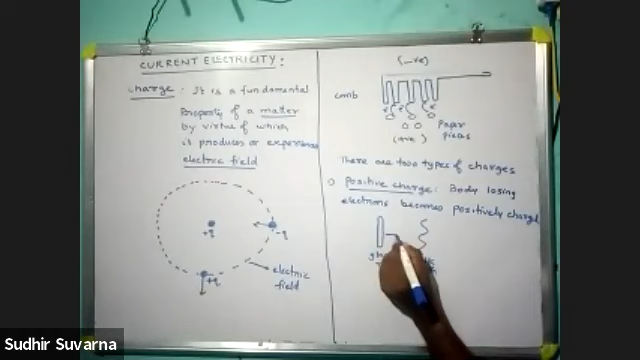 CURRENT ELECTRICITY :
Charge : It is a fundamental
Property of a matter
by virtue of which
it produces or experiences
electric field
+q
-q
+q
electric
field
(-ve)
comb
e
e
e
Paper
pieces
(+ve)
There are two types of charges
① Positive charge : Body losing
electrons becomes positively charged
Sudhir Suvarna